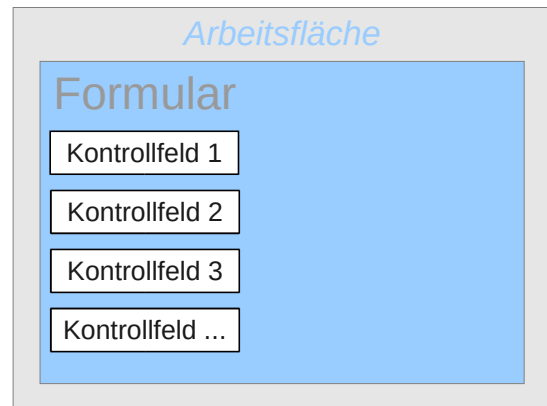 Arbeitsfläche
Formular
Kontrollfeld 1
Kontrollfeld 2
Kontrollfeld 3
Kontrollfeld ...